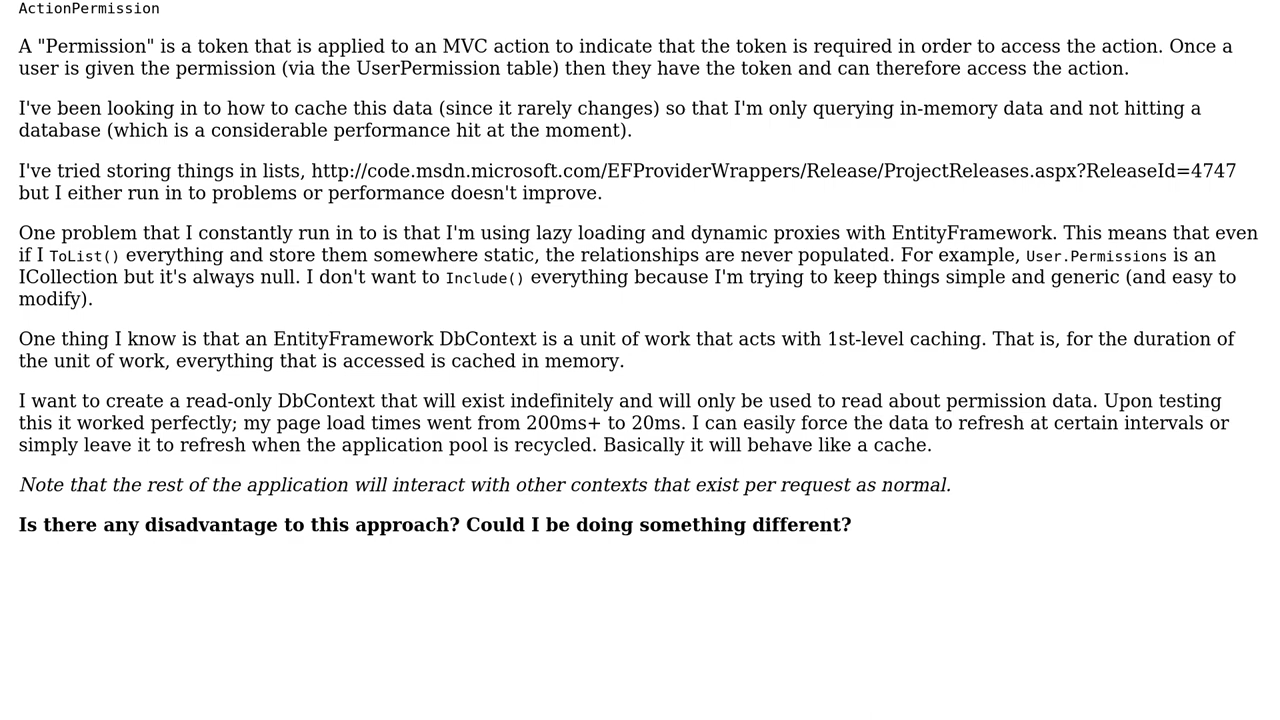 ActionPermission
A "Permission" is a token that is applied to an MVC action to indicate that the token is required in order to access the action. Once a
user is given the permission (via the UserPermission table) then they have the token and can therefore access the action.
I've been looking in to how to cache this data (since it rarely changes) so that I'm only querying in-memory data and not hitting a
database (which is a considerable performance hit at the moment).
I've tried storing things in lists, http://code.msdn.microsoft.com/EFProviderWrappers/Release/ProjectReleases.aspx?ReleaseId=4747
but I either run in to problems or performance doesn't improve.
One problem that I constantly run in to is that I'm using lazy loading and dynamic proxies with EntityFramework. This means that even
if I ToList() everything and store them somewhere static, the relationships are never populated. For example, User.Permissions is an
ICollection but it's always null. I don't want to Include() everything because I'm trying to keep things simple and generic (and easy to
modify).
One thing I know is that an EntityFramework DbContext is a unit of work that acts with 1st-level caching. That is, for the duration of
the unit of work, everything that is accessed is cached in memory.
I want to create a read-only DbContext that will exist indefinitely and will only be used to read about permission data. Upon testing
this it worked perfectly; my page load times went from 200ms+ to 20ms. I can easily force the data to refresh at certain intervals or
simply leave it to refresh when the application pool is recycled. Basically it will behave like a cache.
Note that the rest of the application will interact with other contexts that exist per request as normal.
Is there any disadvantage to this approach? Could I be doing something different?